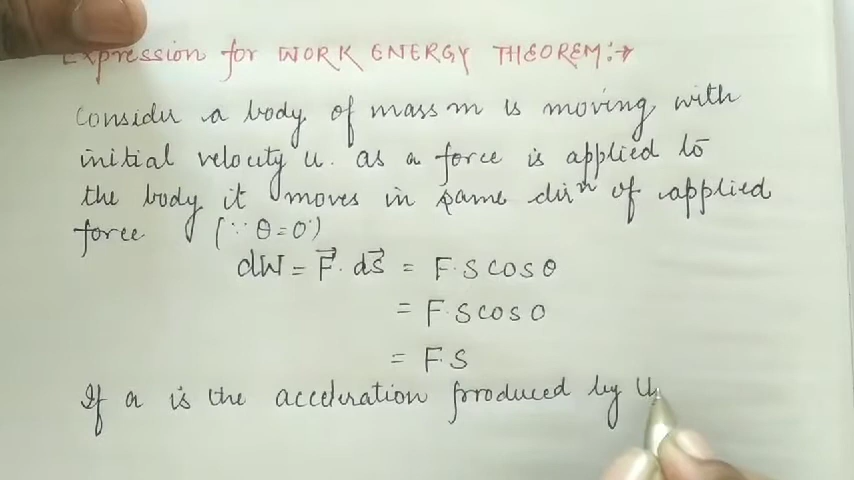 Expression for WORK ENERGY THEOREM:→
Consider a body of mass m is moving with
initial velocity u. as a force is applied to
the body it moves in same dirⁿ of applied
force (∵ θ=0°)
dW = F⃗. dS⃗ = F.S cos θ
= F.S cos 0
= F.S
If a is the acceleration produced by